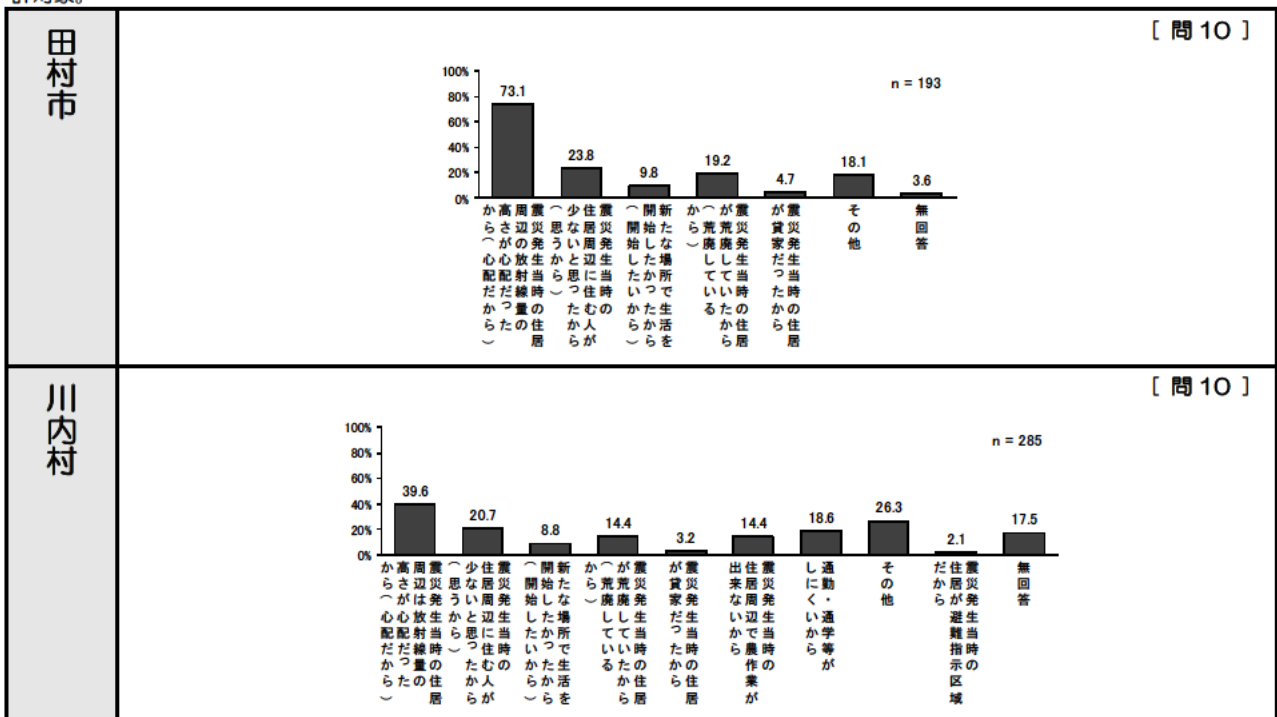 田村市
[ 問10 ]
n = 193
100%
80%
60%
40%
20%
0%
73.1
23.8
9.8
19.2
4.7
18.1
3.6
震災発生当時の住居
周辺の放射線量の
高さが心配だった
から（心配だから）
震災発生当時の
住居周辺に住む人が
少ないと思ったから
（思うから）
新たな場所で生活を
開始したかったから
（開始したいから）
震災発生当時の住居
が荒廃していたから
（荒廃している
から）
震災発生当時の住居
が貸家だったから
その他
無回答
川内村
[ 問10 ]
n = 285
100%
80%
60%
40%
20%
0%
39.6
20.7
8.8
14.4
3.2
14.4
18.6
26.3
2.1
17.5
震災発生当時の住居
周辺は放射線量の
高さが心配だった
から（心配だから）
震災発生当時の
住居周辺に住む人が
少ないと思ったから
（思うから）
新たな場所で生活を
開始したかったから
（開始したいから）
震災発生当時の住居
が荒廃していたから
（荒廃している
から）
震災発生当時の住居
が貸家だったから
震災発生当時の
住居周辺で農作業が
出来ないから
通勤・通学等が
しにくいから
その他
震災発生当時の
住居が避難指示区域
だから
無回答